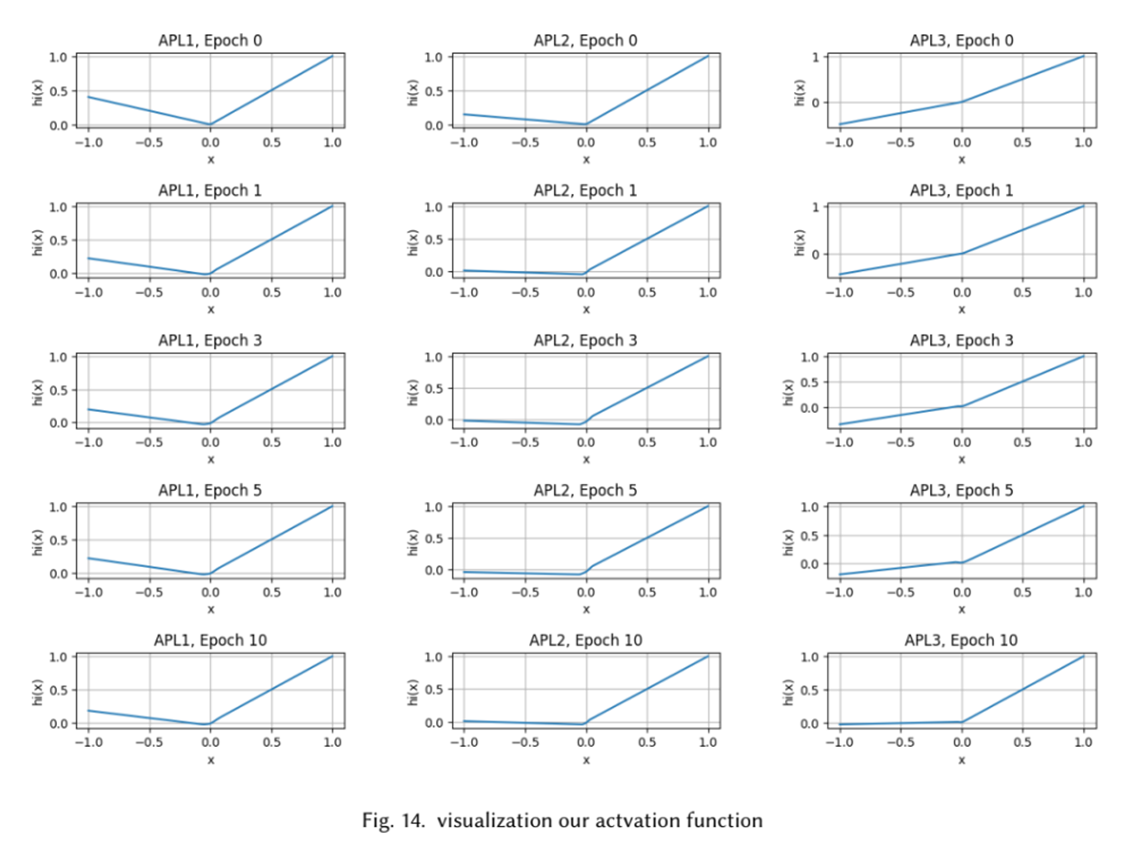 APL1, Epoch 0 APL2, Epoch 0 APL3, Epoch 0
1.0 1.0 1
hi(x) 0.5 hi(x) 0.5 hi(x) 0
0.0 0.0
−1.0 −0.5 0.0 0.5 1.0 −1.0 −0.5 0.0 0.5 1.0 −1.0 −0.5 0.0 0.5 1.0
x x x
APL1, Epoch 1 APL2, Epoch 1 APL3, Epoch 1
1.0 1.0 1
hi(x) 0.5 hi(x) 0.5 hi(x) 0
0.0 0.0
−1.0 −0.5 0.0 0.5 1.0 −1.0 −0.5 0.0 0.5 1.0 −1.0 −0.5 0.0 0.5 1.0
x x x
APL1, Epoch 3 APL2, Epoch 3 APL3, Epoch 3
1.0 1.0 1.0
hi(x) 0.5 hi(x) 0.5 hi(x) 0.5
0.0 0.0 0.0
−1.0 −0.5 0.0 0.5 1.0 −1.0 −0.5 0.0 0.5 1.0 −1.0 −0.5 0.0 0.5 1.0
x x x
APL1, Epoch 5 APL2, Epoch 5 APL3, Epoch 5
1.0 1.0 1.0
hi(x) 0.5 hi(x) 0.5 hi(x) 0.5
0.0 0.0 0.0
−1.0 −0.5 0.0 0.5 1.0 −1.0 −0.5 0.0 0.5 1.0 −1.0 −0.5 0.0 0.5 1.0
x x x
APL1, Epoch 10 APL2, Epoch 10 APL3, Epoch 10
1.0 1.0 1.0
hi(x) 0.5 hi(x) 0.5 hi(x) 0.5
0.0 0.0 0.0
−1.0 −0.5 0.0 0.5 1.0 −1.0 −0.5 0.0 0.5 1.0 −1.0 −0.5 0.0 0.5 1.0
x x x
Fig. 14. visualization our actvation function